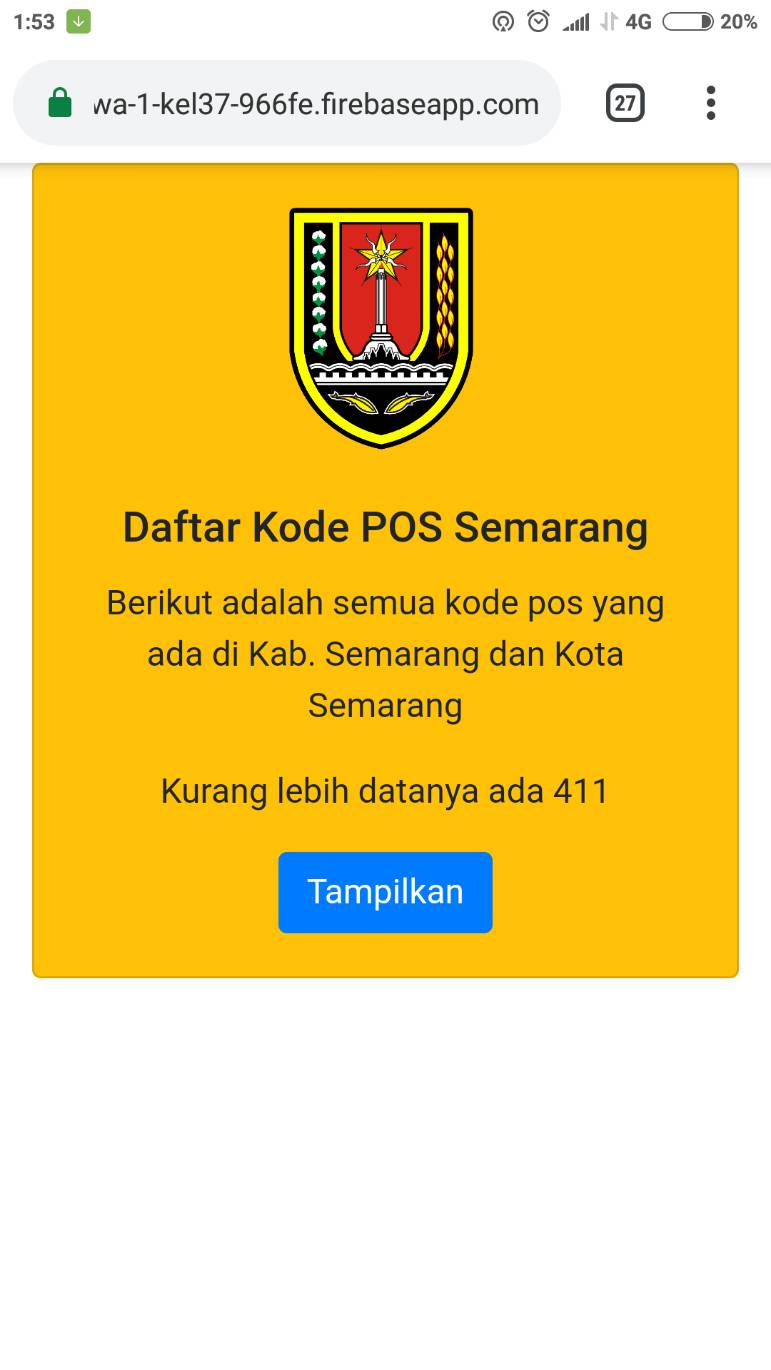 1:53 4G 20%
wa-1-kel37-966fe.firebaseapp.com 27
Daftar Kode POS Semarang
Berikut adalah semua kode pos yang
ada di Kab. Semarang dan Kota
Semarang
Kurang lebih datanya ada 411
Tampilkan